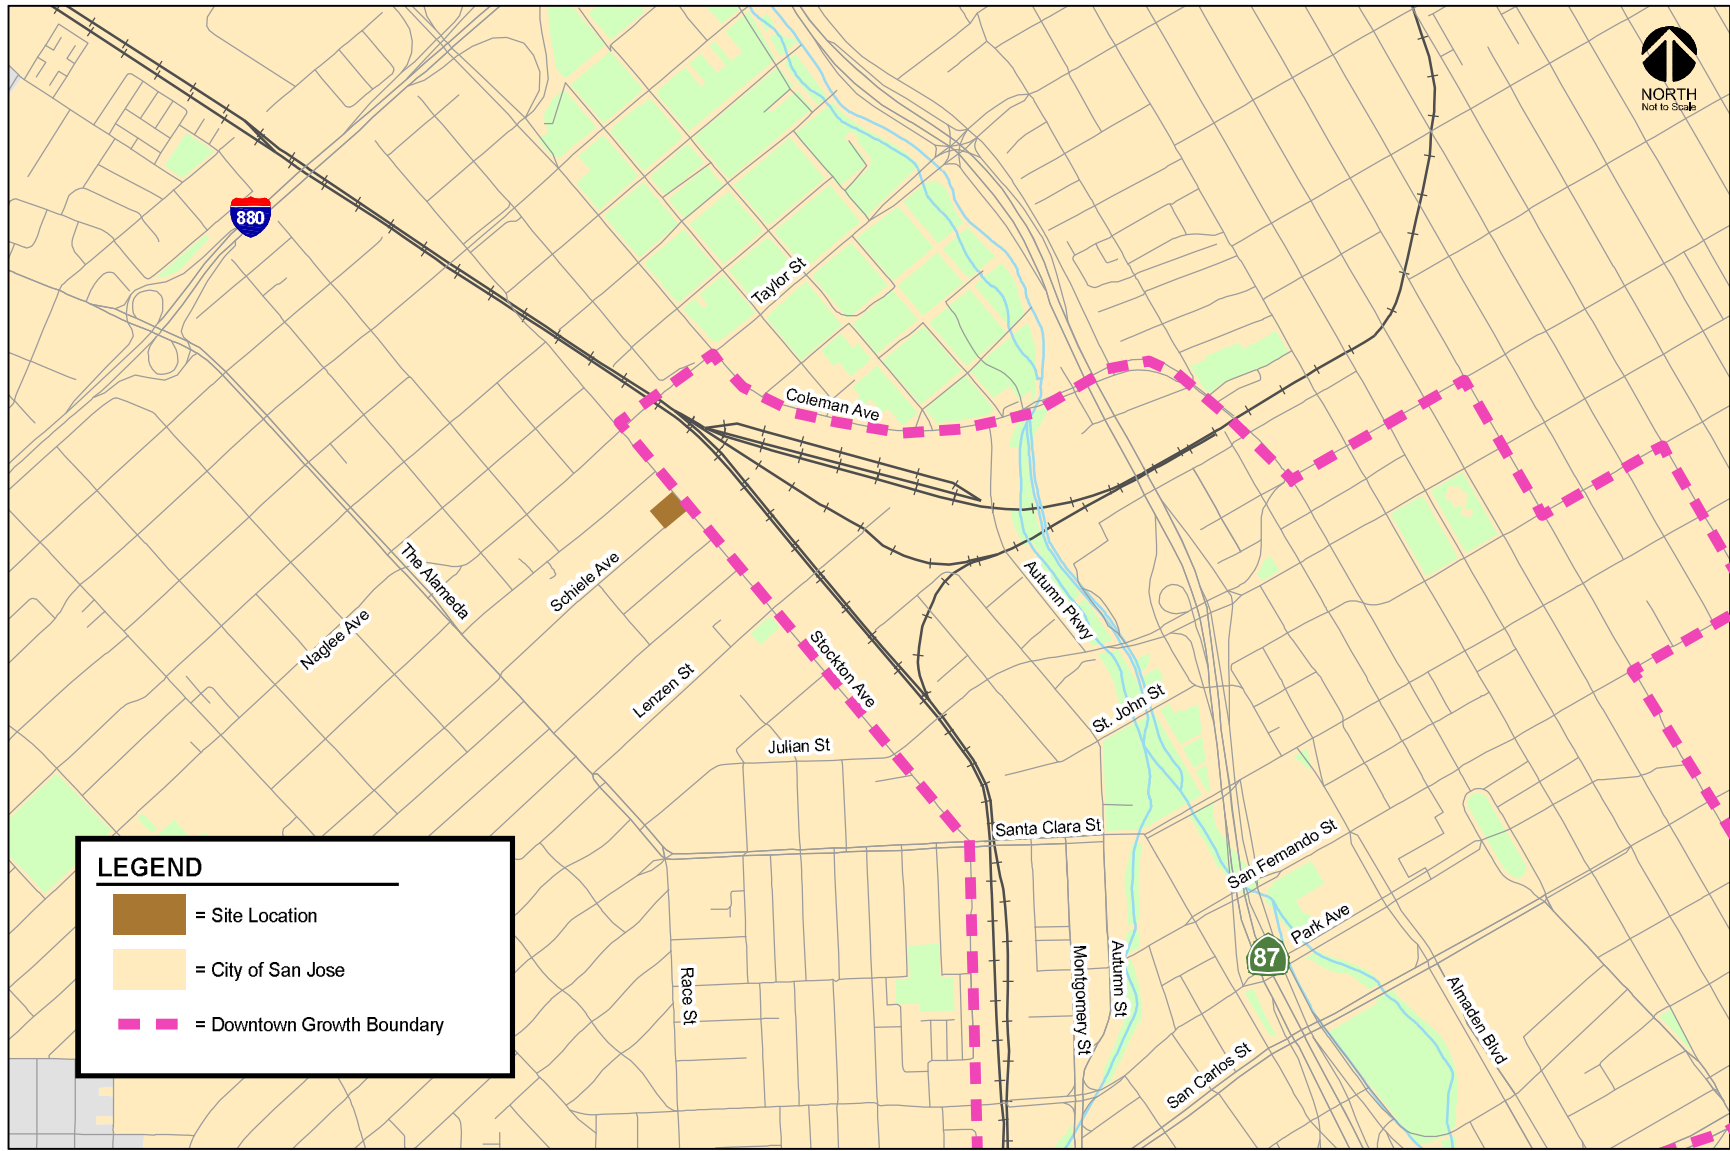 NORTH
Not to Scale
880
Taylor St
Coleman Ave
The Alameda
Schiele Ave
Naglee Ave
Autumn Pkwy
Stockton Ave
Lenzen St
St. John St
Julian St
Santa Clara St
San Fernando St
Park Ave
87
Race St
Montgomery St
Autumn St
Almaden Blvd
San Carlos St
LEGEND
= Site Location
= City of San Jose
= Downtown Growth Boundary